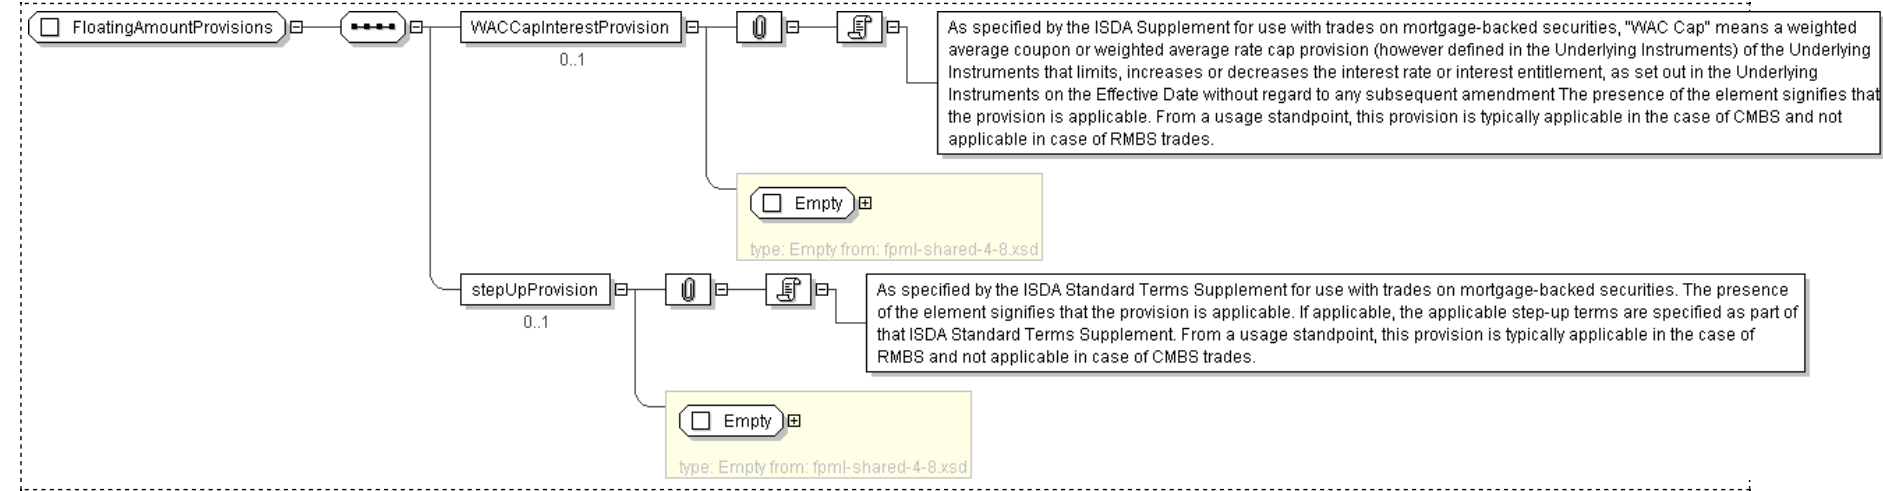 FloatingAmountProvisions
WACCapInterestProvision
0..1
As specified by the ISDA Supplement for use with trades on mortgage-backed securities, "WAC Cap" means a weighted
average coupon or weighted average rate cap provision (however defined in the Underlying Instruments) of the Underlying
Instruments that limits, increases or decreases the interest rate or interest entitlement, as set out in the Underlying
Instruments on the Effective Date without regard to any subsequent amendment The presence of the element signifies that
the provision is applicable. From a usage standpoint, this provision is typically applicable in the case of CMBS and not
applicable in case of RMBS trades.
Empty
type: Empty from: fpml-shared-4-8.xsd
stepUpProvision
0..1
As specified by the ISDA Standard Terms Supplement for use with trades on mortgage-backed securities. The presence
of the element signifies that the provision is applicable. If applicable, the applicable step-up terms are specified as part of
that ISDA Standard Terms Supplement. From a usage standpoint, this provision is typically applicable in the case of
RMBS and not applicable in case of CMBS trades.
Empty
type: Empty from: fpml-shared-4-8.xsd